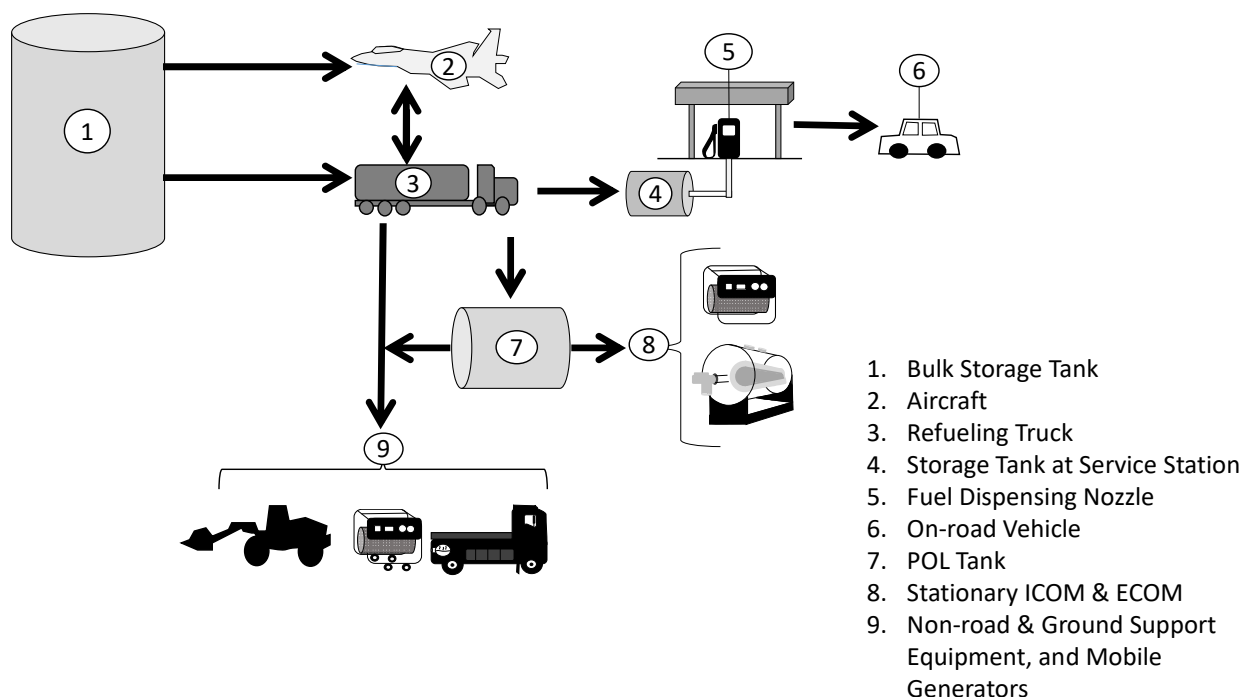 1
2
3
4
5
6
7
8
9
1. Bulk Storage Tank
2. Aircraft
3. Refueling Truck
4. Storage Tank at Service Station
5. Fuel Dispensing Nozzle
6. On-road Vehicle
7. POL Tank
8. Stationary ICOM & ECOM
9. Non-road & Ground Support
Equipment, and Mobile
Generators